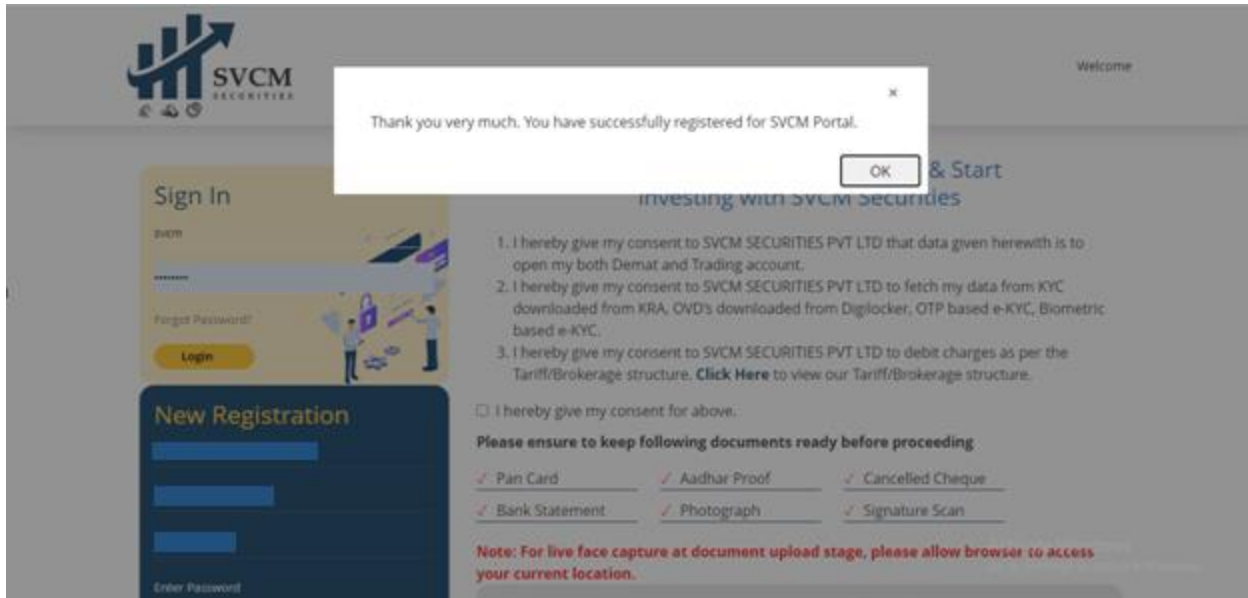 SVCM
SECURITIES
Welcome
×
Thank you very much. You have successfully registered for SVCM Portal.
OK
Sign In
svcm
Forgot Password?
Login
& Start
Investing with SVCM Securities
1. I hereby give my consent to SVCM SECURITIES PVT LTD that data given herewith is to
open my both Demat and Trading account.
2. I hereby give my consent to SVCM SECURITIES PVT LTD to fetch my data from KYC
downloaded from KRA, OVD's downloaded from Digilocker, OTP based e-KYC, Biometric
based e-KYC.
3. I hereby give my consent to SVCM SECURITIES PVT LTD to debit charges as per the
Tariff/Brokerage structure. Click Here to view our Tariff/Brokerage structure.
I hereby give my consent for above.
Please ensure to keep following documents ready before proceeding
✓ Pan Card ✓ Aadhar Proof ✓ Cancelled Cheque
✓ Bank Statement ✓ Photograph ✓ Signature Scan
Note: For live face capture at document upload stage, please allow browser to access
your current location.
New Registration
Enter Password